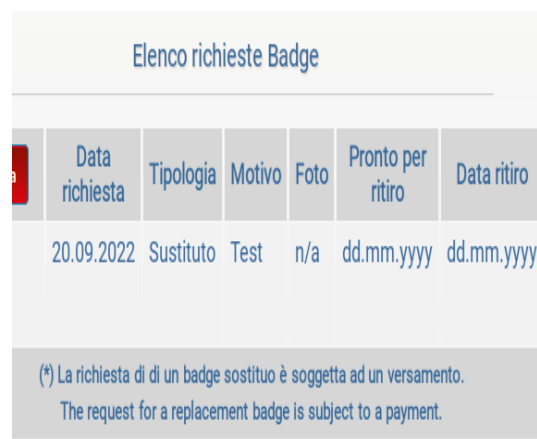 Elenco richieste Badge
a Data richiesta Tipologia Motivo Foto Pronto per ritiro Data ritiro
20.09.2022 Sustituto Test n/a dd.mm.yyyy dd.mm.yyyy
(*) La richiesta di di un badge sostituo è soggetta ad un versamento.
The request for a replacement badge is subject to a payment.